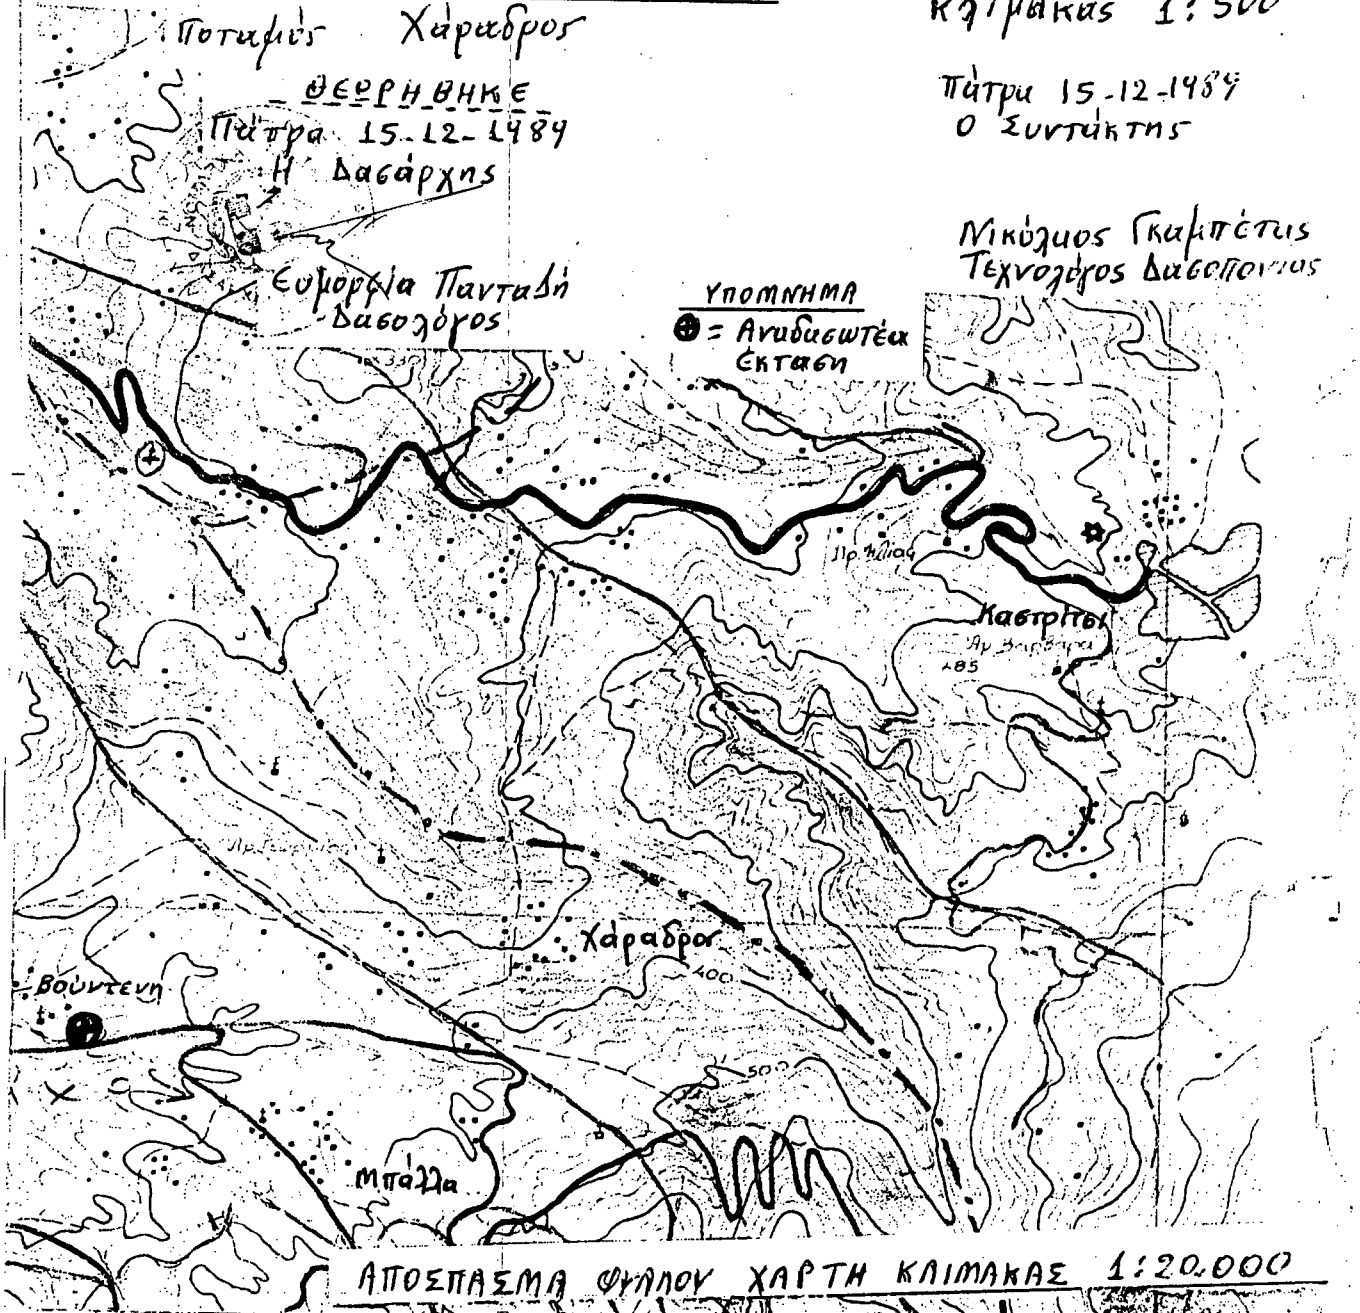 Ποταμός Χάραδρος
κλίμακας 1:500
ΘΕΩΡΗΘΗΚΕ
Πάτρα 15-12-1989
Η Δασάρχης
Πάτρα 15-12-1989
Ο Συντάκτης
Ευμορφία Πανταζή
Δασολόγος
Νικόλαος Γκαμπέτας
Τεχνολόγος Δασοπονίας
ΥΠΟΜΝΗΜΑ
= Αναδασωτέα
έκταση
Πρ. Ηλίας
Καστρίτσι
Αγ. Βαρβάρα
485
Χάραδρος
400
Βούντενη
500
Μπάλλα
ΑΠΟΣΠΑΣΜΑ ΦΥΛΛΟΥ ΧΑΡΤΗ ΚΛΙΜΑΚΑΣ 1:20.000